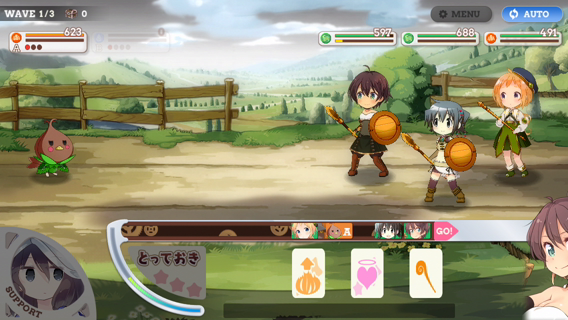 WAVE 1/3 0
MENU
AUTO
623
597
688
491
A
A
GO!
とっておき
SUPPORT